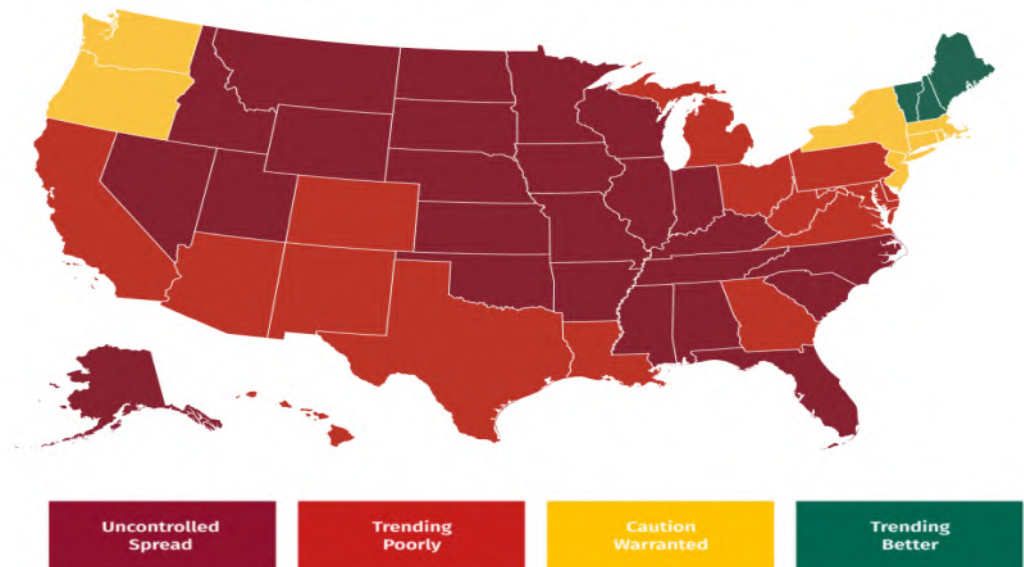 Uncontrolled
Spread
Trending
Poorly
Caution
Warranted
Trending
Better